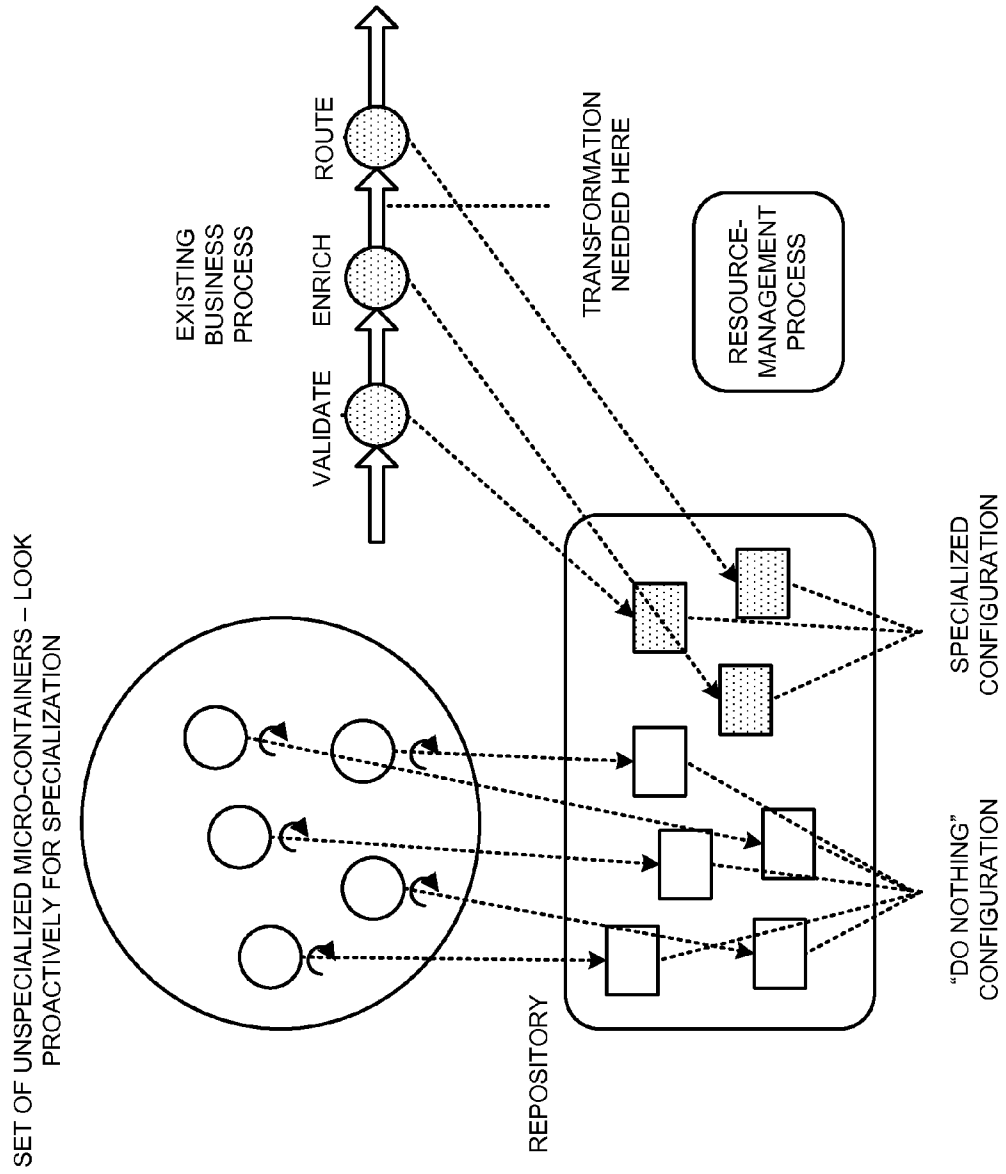 SET OF UNSPECIALIZED MICRO-CONTAINERS – LOOK
PROACTIVELY FOR SPECIALIZATION
EXISTING
BUSINESS
PROCESS
VALIDATE
ENRICH
ROUTE
TRANSFORMATION
NEEDED HERE
REPOSITORY
RESOURCE-
MANAGEMENT
PROCESS
"DO NOTHING"
CONFIGURATION
SPECIALIZED
CONFIGURATION